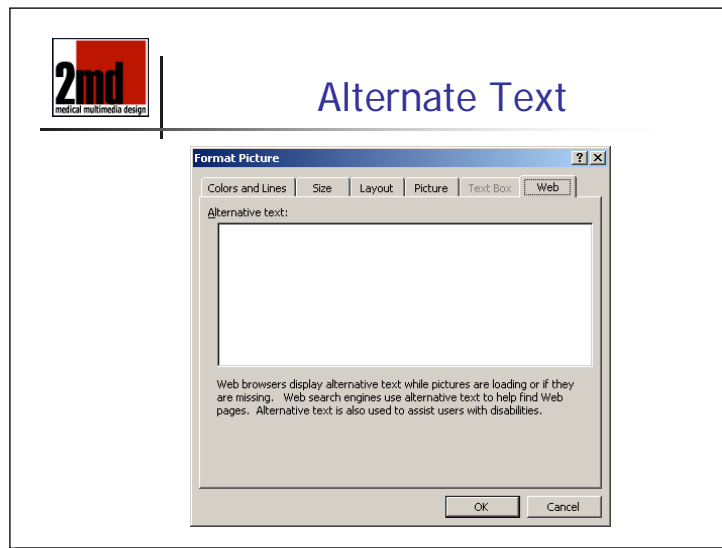 2md
medical multimedia design
Alternate Text
Format Picture
Colors and Lines Size Layout Picture Text Box Web
Alternative text:
Web browsers display alternative text while pictures are loading or if they
are missing. Web search engines use alternative text to help find Web
pages. Alternative text is also used to assist users with disabilities.
OK Cancel